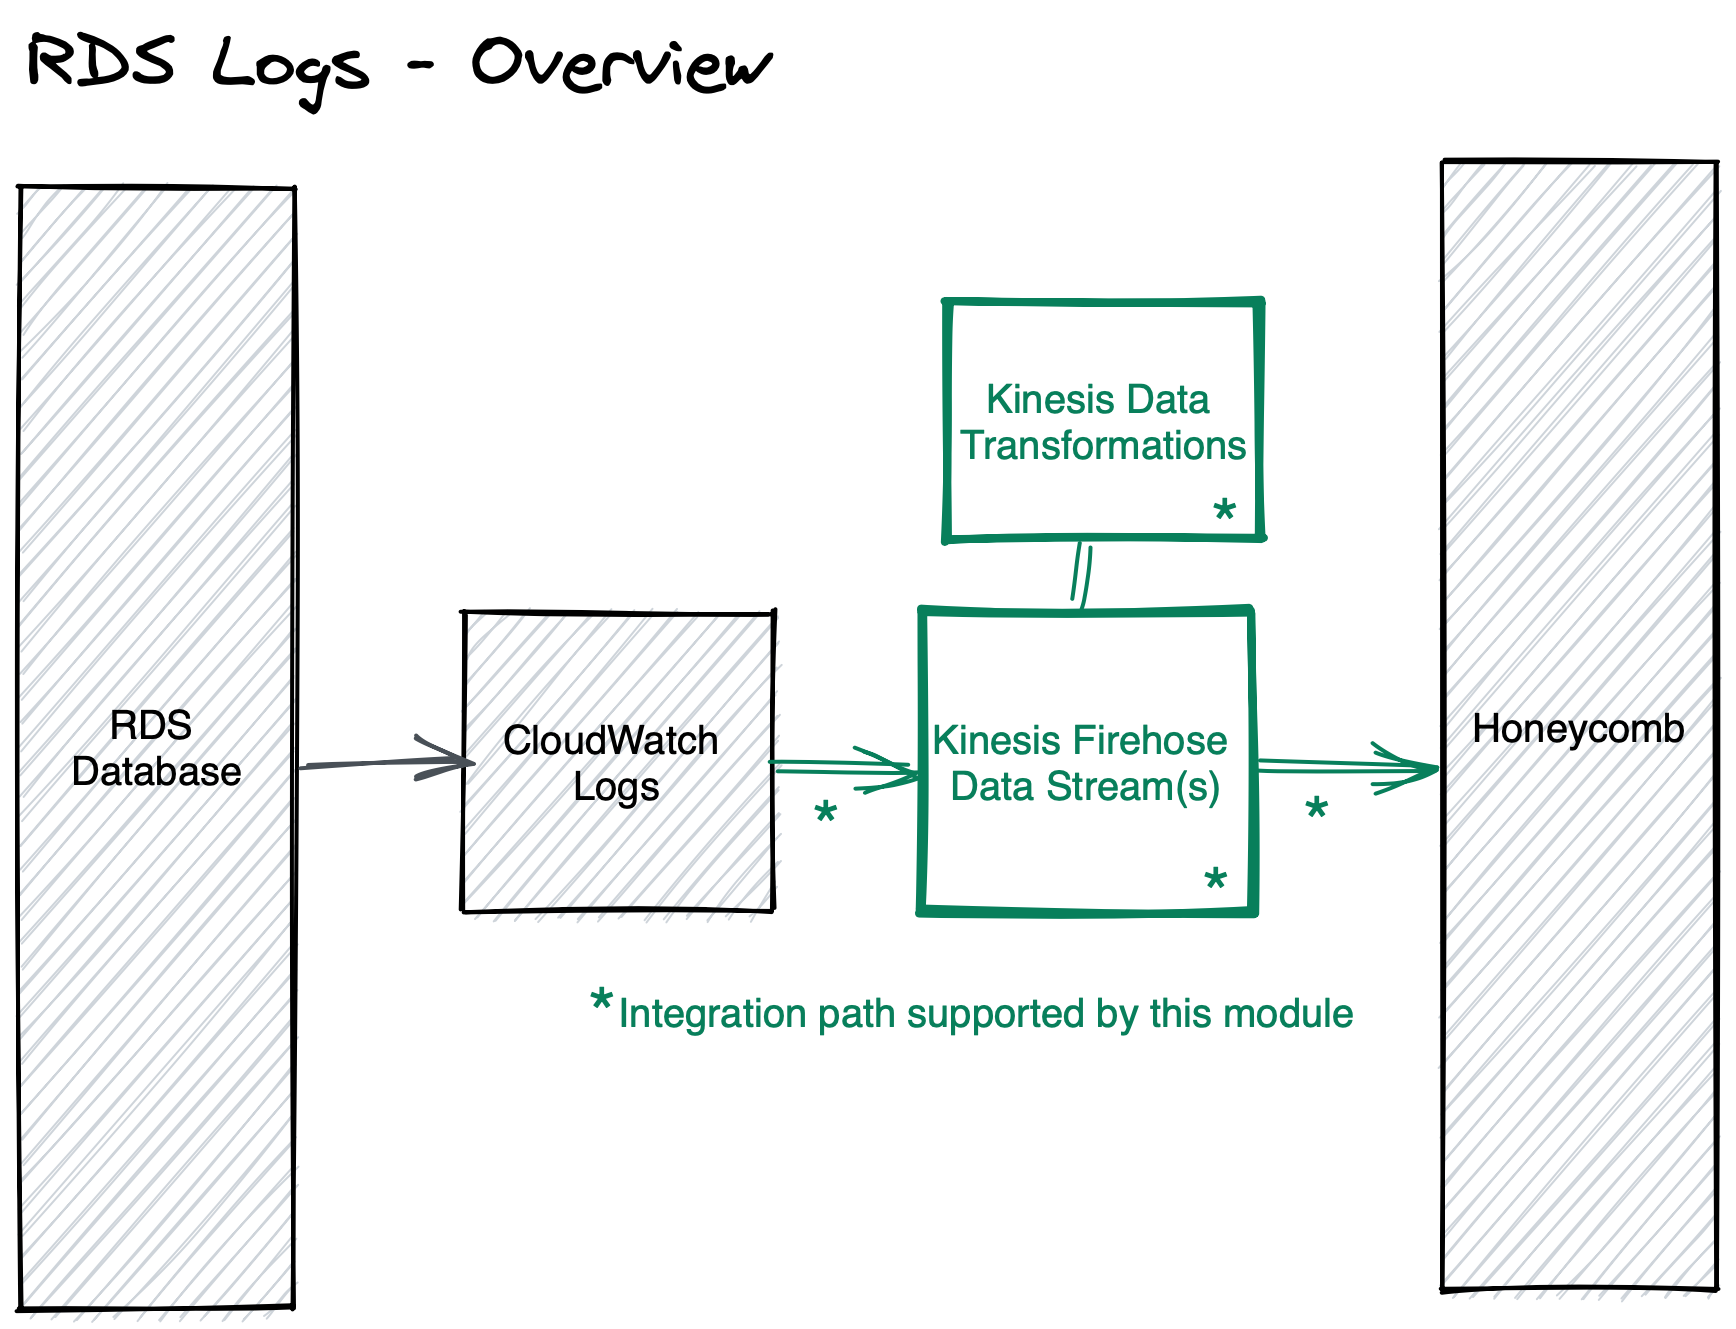 RDS Logs - Overview
Kinesis Data
Transformations
*
RDS
Database
CloudWatch
Logs
*
Kinesis Firehose
Data Stream(s)
*
*
Honeycomb
*Integration path supported by this module